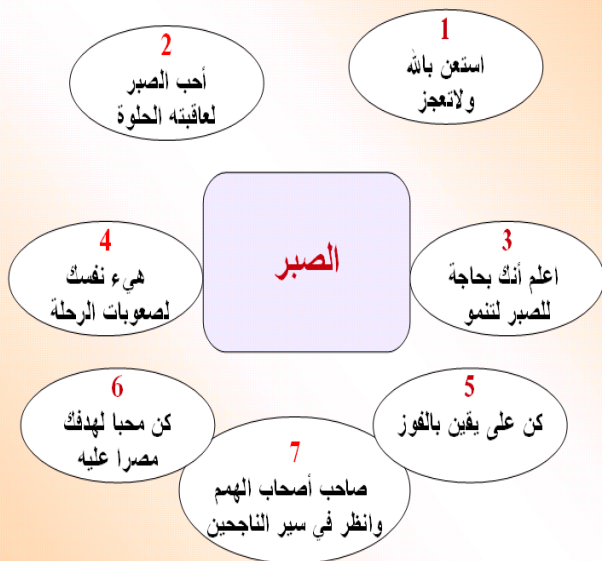 1
استعن بالله
ولاتعجز
2
أحب الصبر
لعاقبته الحلوة
الصبر
3
اعلم أنك بحاجة
للصبر لتنمو
4
هيء نفسك
لصعوبات الرحلة
5
كن على يقين بالفوز
6
كن محبا لهدفك
مصرا عليه
7
صاحب أصحاب الهمم
وانظر في سير الناجحين